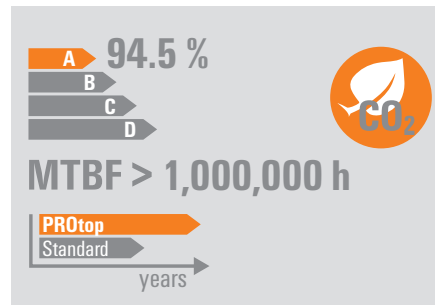 A 94.5 %
B
C
D
CO₂
MTBF > 1,000,000 h
PROtop
Standard
years